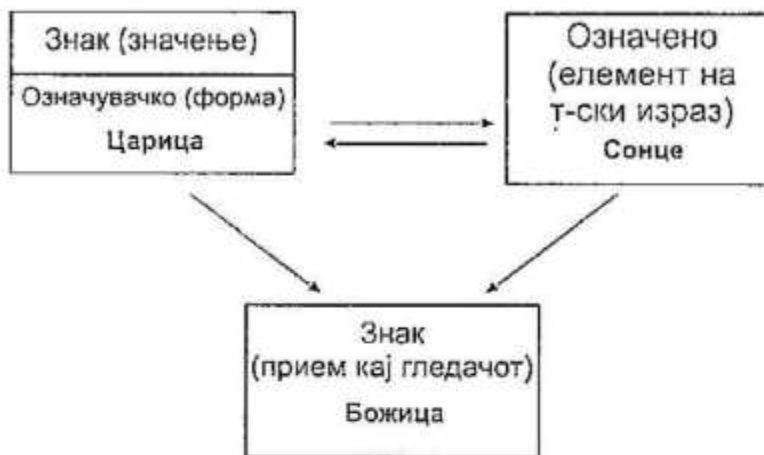 Знак (значење)
Означувачко (форма)
Царица
Означено
(елемент на
т-ски израз)
Сонце
Знак
(прием кај гледачот)
Божица